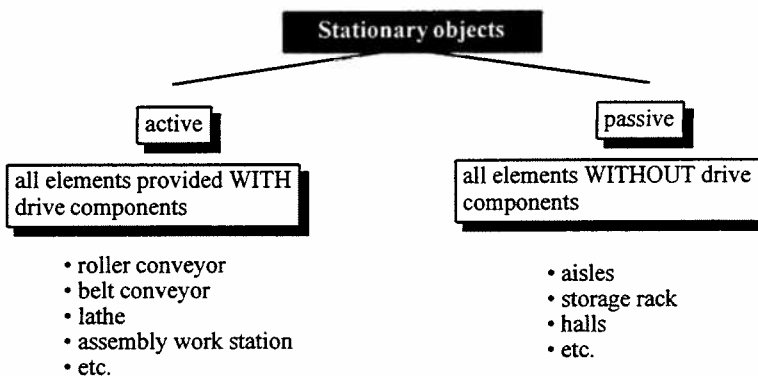 Stationary objects
active
all elements provided WITH
drive components
• roller conveyor
• belt conveyor
• lathe
• assembly work station
• etc.
passive
all elements WITHOUT drive
components
• aisles
• storage rack
• halls
• etc.